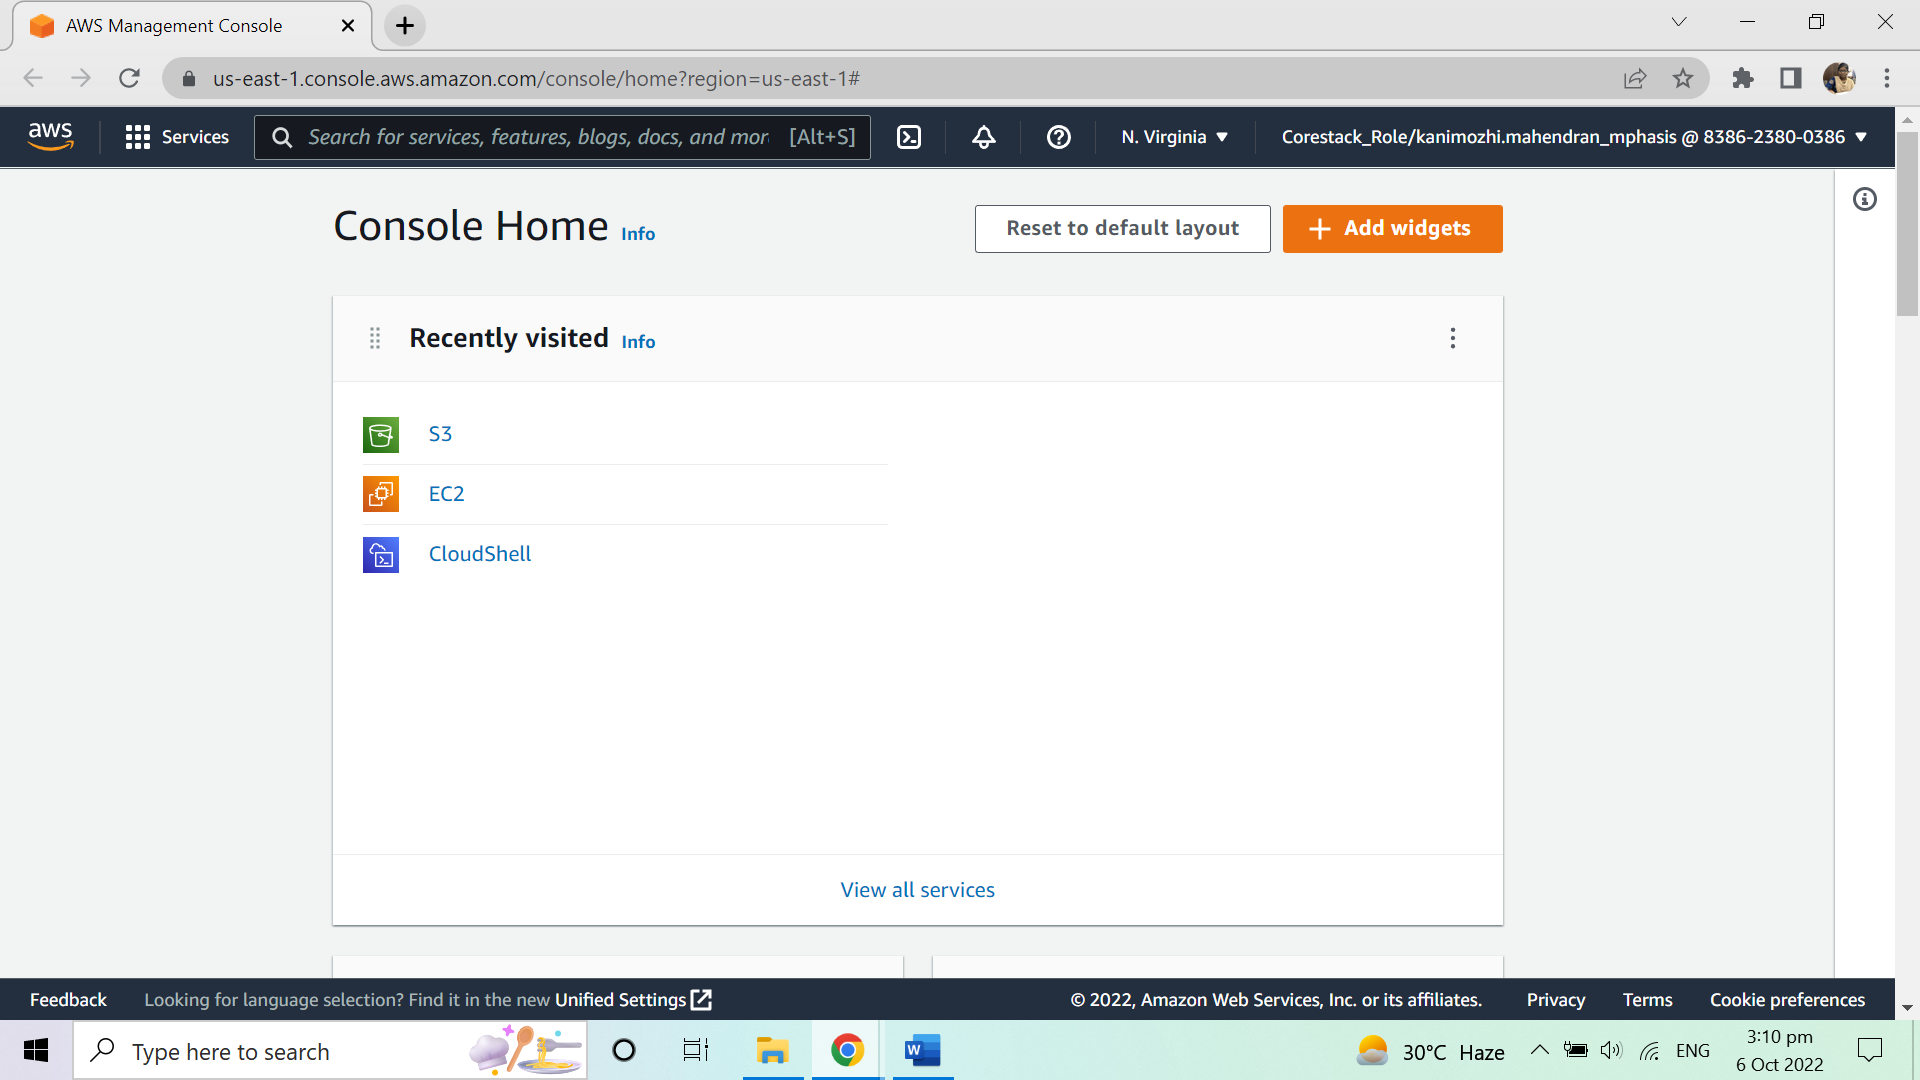 AWS Management Console
us-east-1.console.aws.amazon.com/console/home?region=us-east-1#
aws Services Search for services, features, blogs, docs, and mor [Alt+S] N. Virginia ▼ Corestack_Role/kanimozhi.mahendran_mphasis @ 8386-2380-0386 ▼
Console Home Info Reset to default layout + Add widgets
Recently visited Info
S3
EC2
CloudShell
View all services
Feedback Looking for language selection? Find it in the new Unified Settings © 2022, Amazon Web Services, Inc. or its affiliates. Privacy Terms Cookie preferences
Type here to search W 30°C Haze ENG 3:10 pm
6 Oct 2022